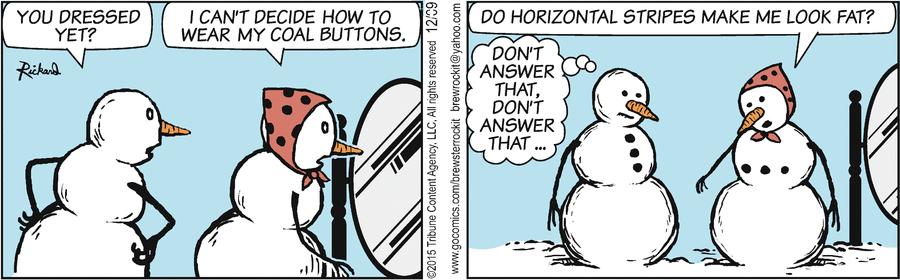 YOU DRESSED
YET?
I CAN'T DECIDE HOW TO
WEAR MY COAL BUTTONS.
Rickard
©2015 Tribune Content Agency, LLC, All rights reserved 12/09
www.gocomics.com/brewsterrockit brewrockit@yahoo.com
DO HORIZONTAL STRIPES MAKE ME LOOK FAT?
DON'T
ANSWER
THAT,
DON'T
ANSWER
THAT ...